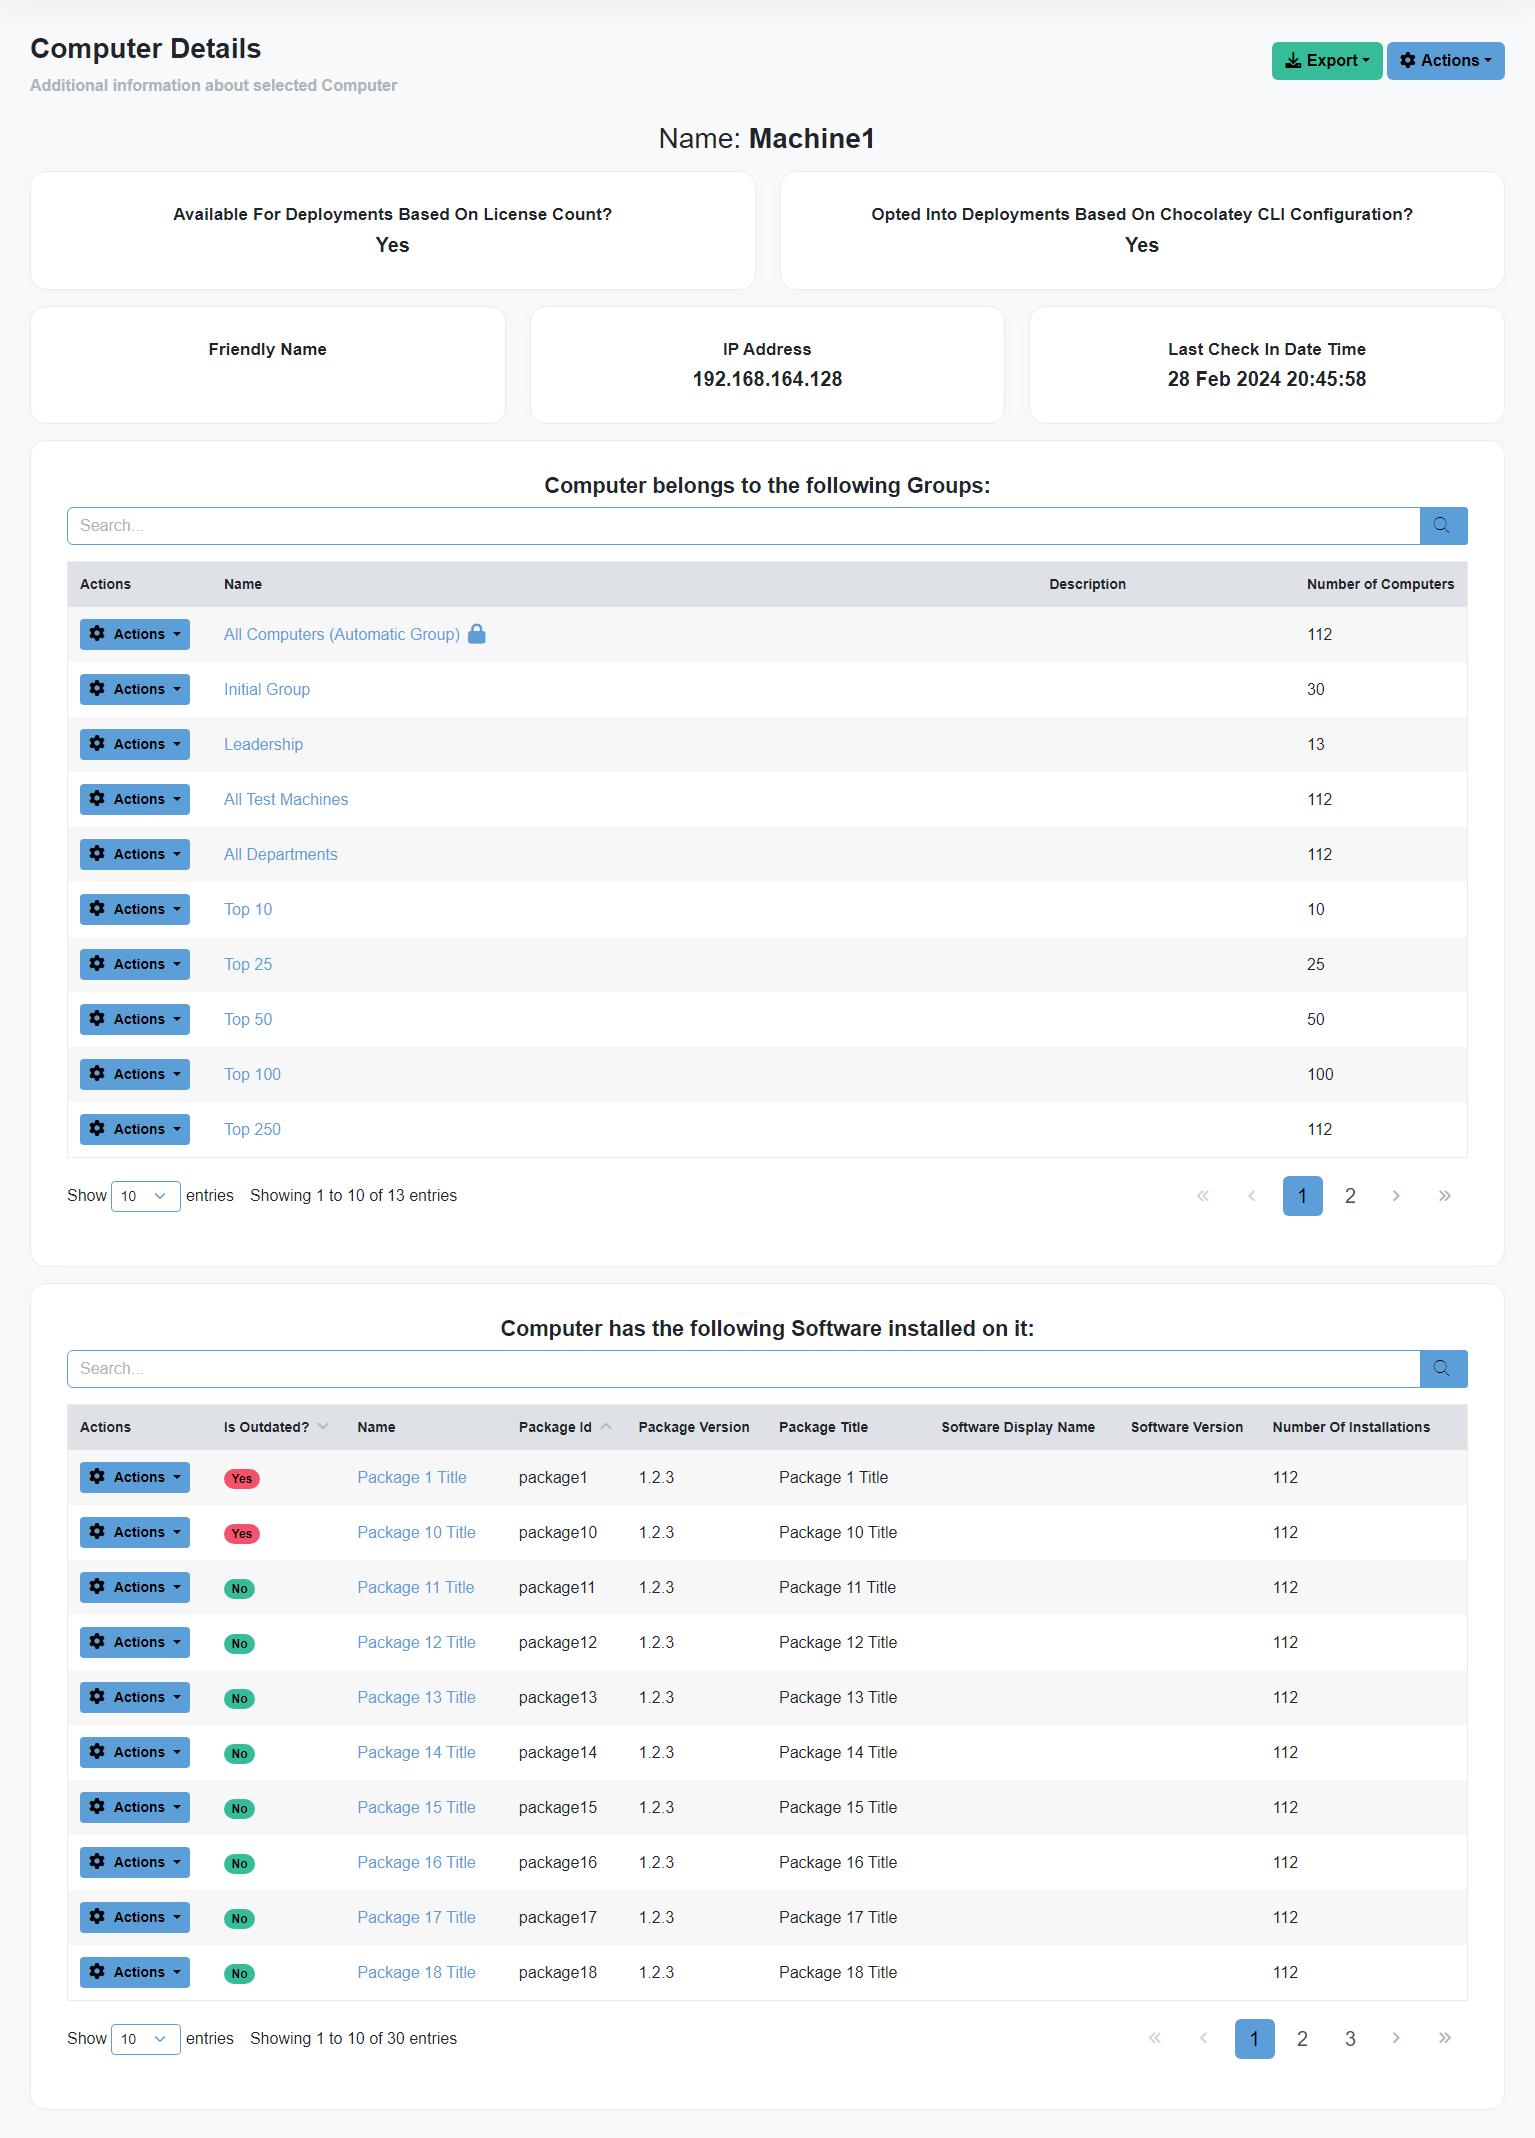 Computer Details
Additional information about selected Computer
Export
Actions
Name: Machine1
Available For Deployments Based On License Count?
Yes
Opted Into Deployments Based On Chocolatey CLI Configuration?
Yes
Friendly Name
IP Address
192.168.164.128
Last Check In Date Time
28 Feb 2024 20:45:58
Computer belongs to the following Groups:
Search...
Actions Name Description Number of Computers
Actions All Computers (Automatic Group) 112
Actions Initial Group 30
Actions Leadership 13
Actions All Test Machines 112
Actions All Departments 112
Actions Top 10 10
Actions Top 25 25
Actions Top 50 50
Actions Top 100 100
Actions Top 250 112
Show 10 entries Showing 1 to 10 of 13 entries « ‹ 1 2 › »
Computer has the following Software installed on it:
Search...
Actions Is Outdated? Name Package Id Package Version Package Title Software Display Name Software Version Number Of Installations
Actions Yes Package 1 Title package1 1.2.3 Package 1 Title 112
Actions Yes Package 10 Title package10 1.2.3 Package 10 Title 112
Actions No Package 11 Title package11 1.2.3 Package 11 Title 112
Actions No Package 12 Title package12 1.2.3 Package 12 Title 112
Actions No Package 13 Title package13 1.2.3 Package 13 Title 112
Actions No Package 14 Title package14 1.2.3 Package 14 Title 112
Actions No Package 15 Title package15 1.2.3 Package 15 Title 112
Actions No Package 16 Title package16 1.2.3 Package 16 Title 112
Actions No Package 17 Title package17 1.2.3 Package 17 Title 112
Actions No Package 18 Title package18 1.2.3 Package 18 Title 112
Show 10 entries Showing 1 to 10 of 30 entries « ‹ 1 2 3 › »